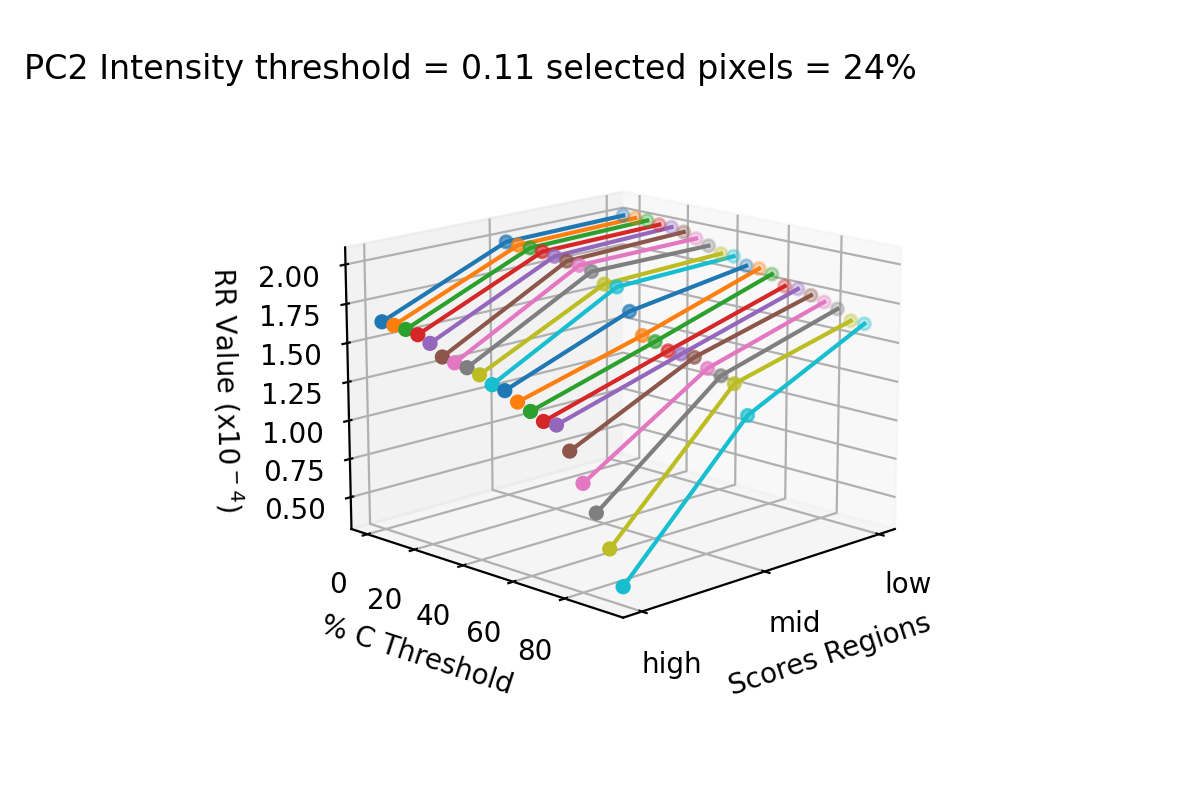 PC2 Intensity threshold = 0.11 selected pixels = 24%
RR Value (x10⁻⁴)
2.00
1.75
1.50
1.25
1.00
0.75
0.50
0
20
40
60
80
% C Threshold
high
mid
low
Scores Regions